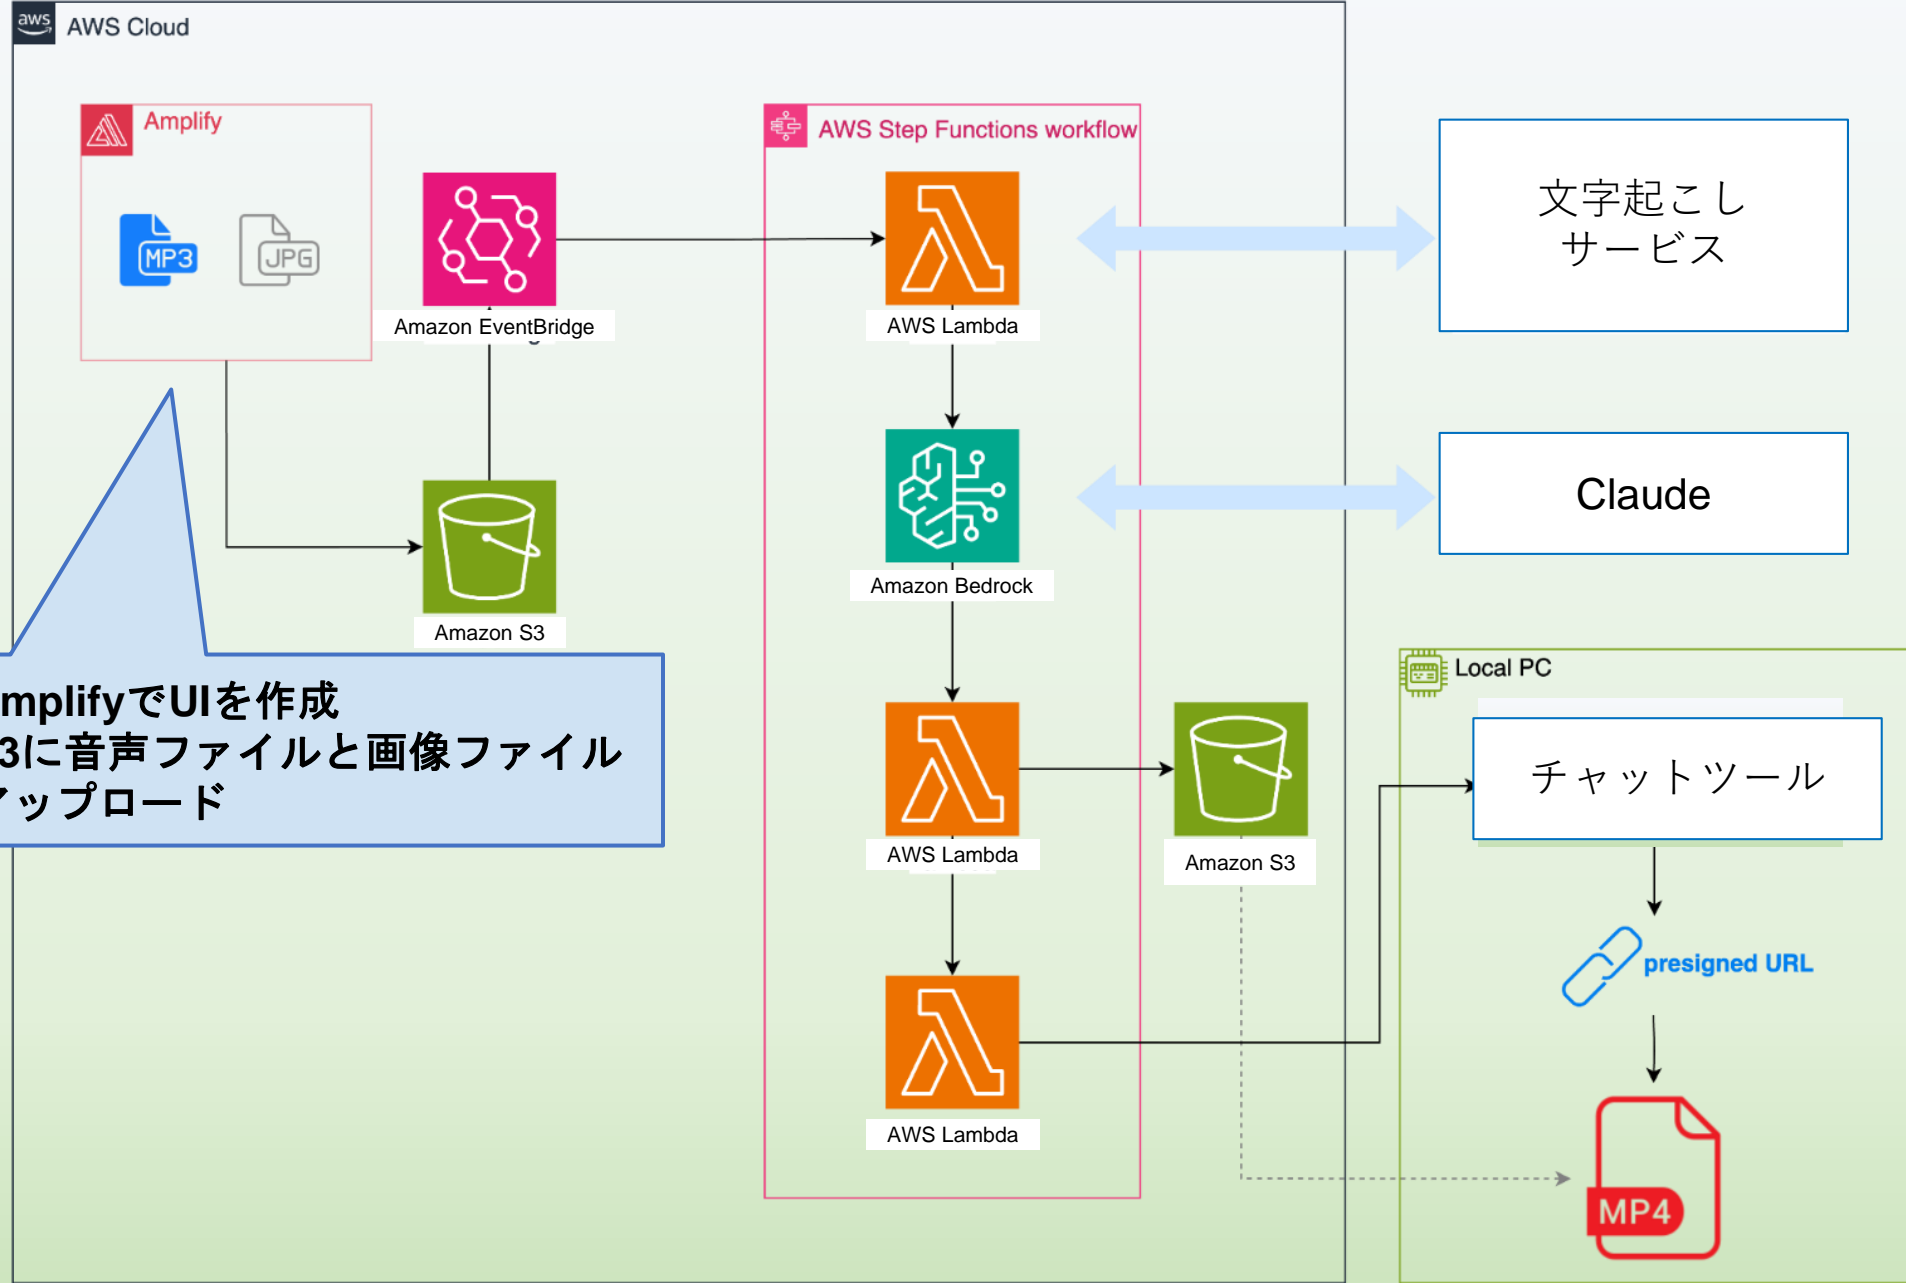 aws
AWS Cloud
Amplify
MP3
JPG
Amazon EventBridge
Amazon S3
mplifyでUIを作成
3に音声ファイルと画像ファイル
アップロード
AWS Step Functions workflow
AWS Lambda
Amazon Bedrock
AWS Lambda
Amazon S3
AWS Lambda
文字起こし
サービス
Claude
Local PC
チャットツール
presigned URL
MP4